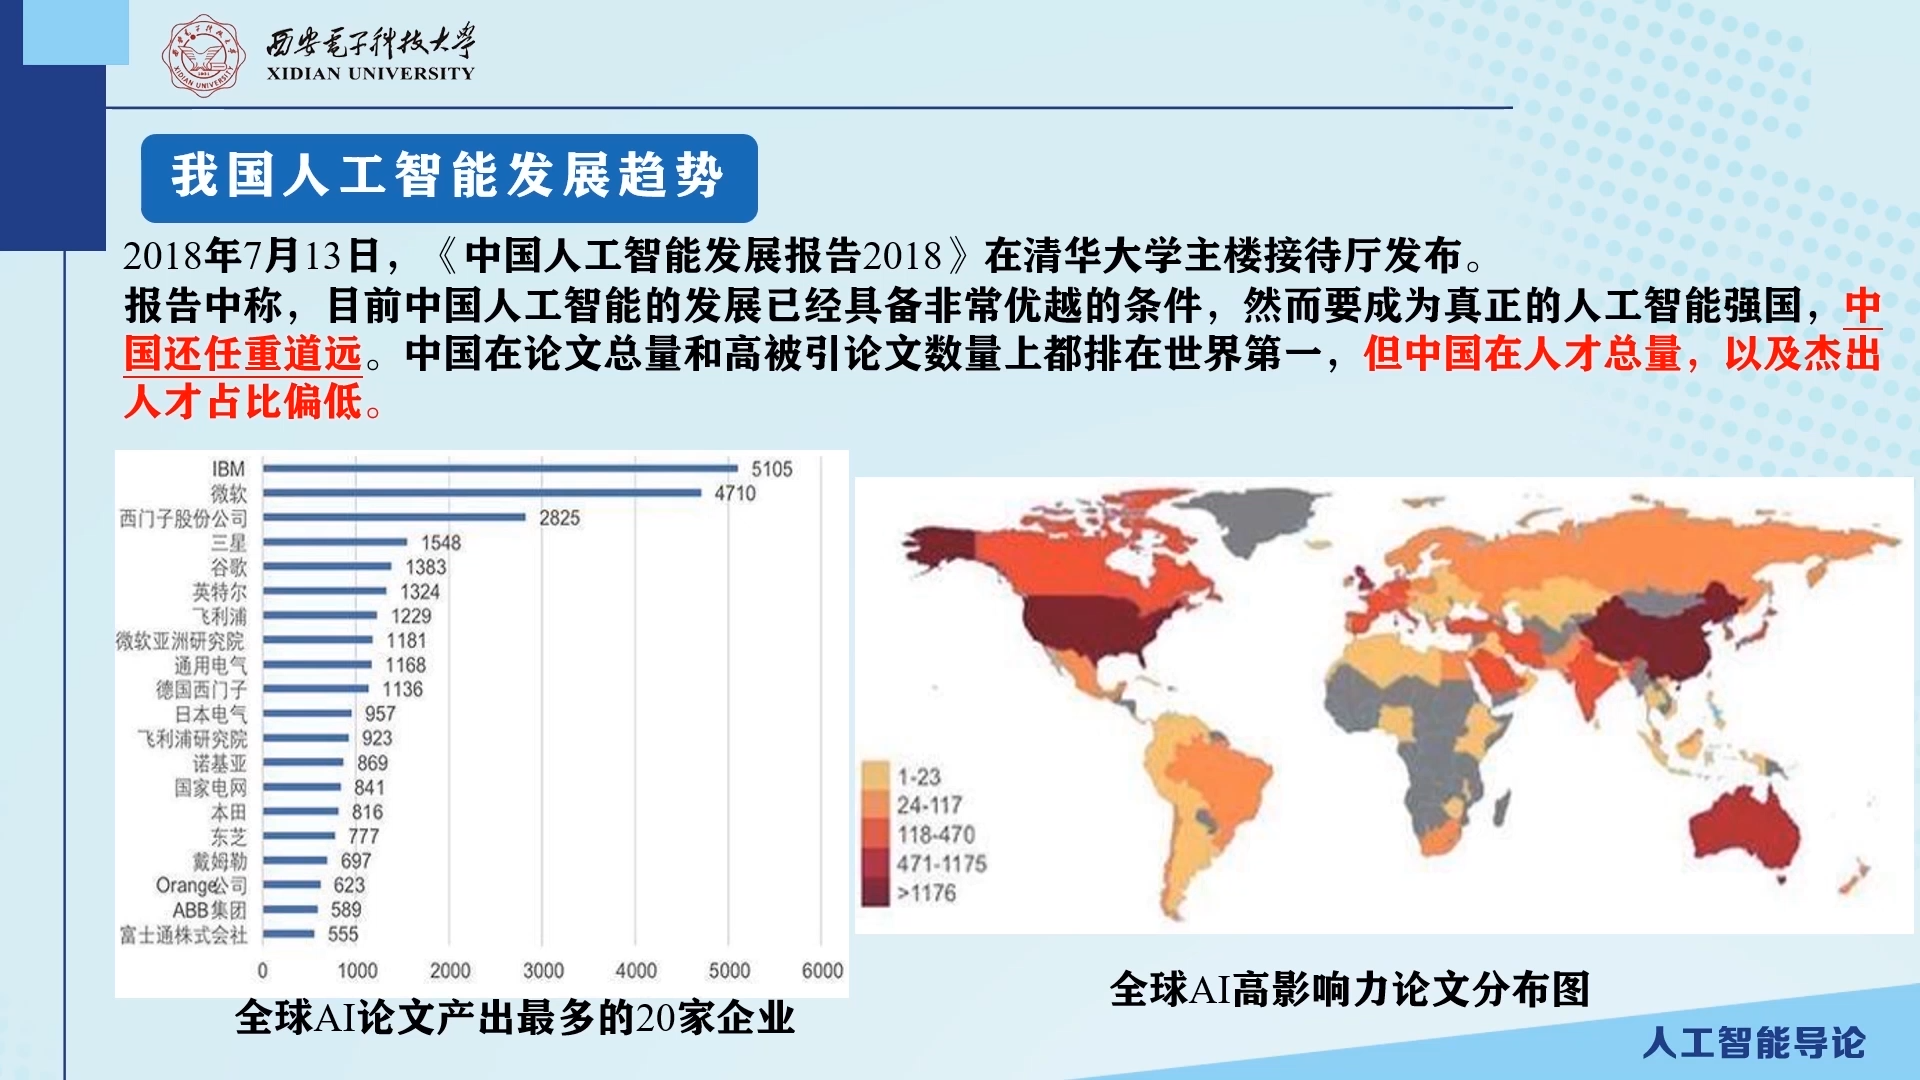 西安电子科技大学
XIDIAN UNIVERSITY
我国人工智能发展趋势
2018年7月13日，《中国人工智能发展报告2018》在清华大学主楼接待厅发布。
报告中称，目前中国人工智能的发展已经具备非常优越的条件，然而要成为真正的人工智能强国，中
国还任重道远。中国在论文总量和高被引论文数量上都排在世界第一，但中国在人才总量，以及杰出
人才占比偏低。
IBM 5105
微软 4710
西门子股份公司 2825
三星 1548
谷歌 1383
英特尔 1324
飞利浦 1229
微软亚洲研究院 1181
通用电气 1168
德国西门子 1136
日本电气 957
飞利浦研究院 923
诺基亚 869
国家电网 841
本田 816
东芝 777
戴姆勒 697
Orange公司 623
ABB集团 589
富士通株式会社 555
0 1000 2000 3000 4000 5000 6000
全球AI论文产出最多的20家企业
1-23
24-117
118-470
471-1175
>1176
全球AI高影响力论文分布图
人工智能导论